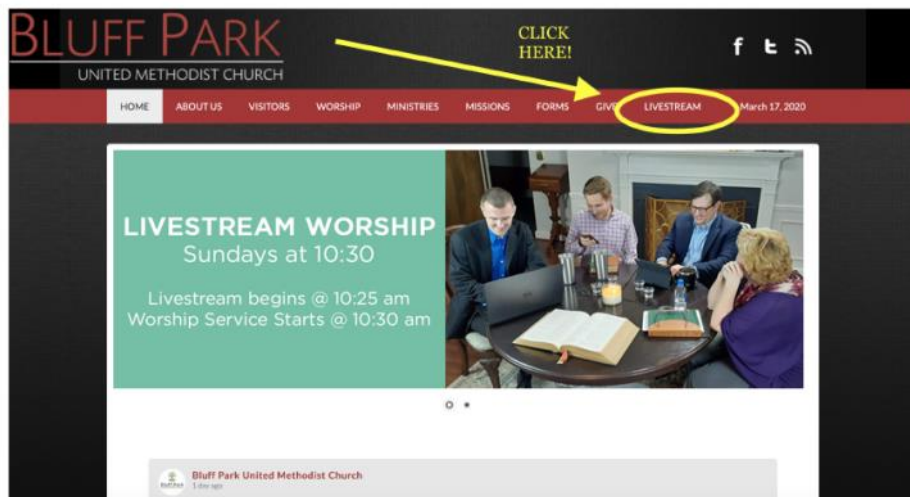 BLUFF PARK
UNITED METHODIST CHURCH
CLICK
HERE!
HOME ABOUT US VISITORS WORSHIP MINISTRIES MISSIONS FORMS GIVE LIVESTREAM March 17, 2020
LIVESTREAM WORSHIP
Sundays at 10:30
Livestream begins @ 10:25 am
Worship Service Starts @ 10:30 am
Bluff Park United Methodist Church
1 day ago